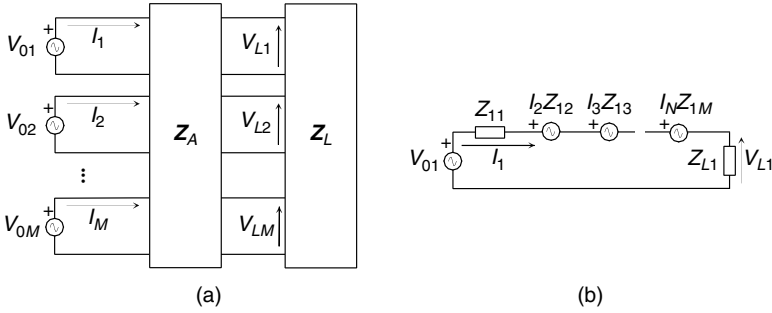 V01
+
I1
VL1
V02
+
I2
VL2
ZA
ZL
⋮
V0M
+
IM
VLM
(a)
Z11
I2Z12
I3Z13
INZ1M
+
+
+
+
V01
I1
ZL1
VL1
(b)